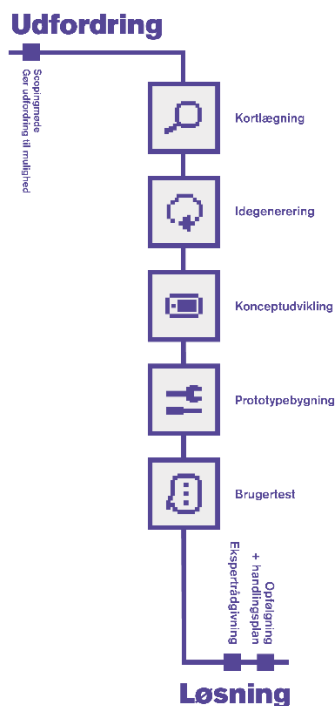 Udfordring
Scopingmøde
Gør udfordring til mulighed
Kortlægning
Idegenerering
Konceptudvikling
Prototypebygning
Brugertest
Ekspertrådgivning
Opfølgning
+ handlingsplan
Løsning